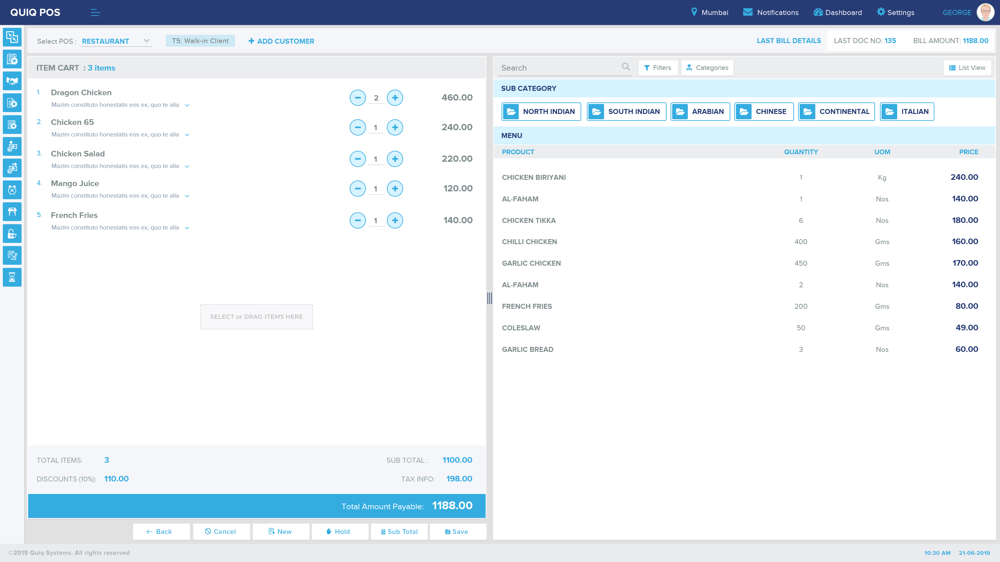 QUIQ POS
Mumbai Notifications Dashboard Settings GEORGE
Select POS : RESTAURANT T5: Walk-in Client ADD CUSTOMER LAST BILL DETAILS LAST DOC NO: 135 BILL AMOUNT: 1188.00
ITEM CART : 3 items
1. Dragon Chicken 2 460.00
Mazim constituto honestatis eos ex, quo te alia
2. Chicken 65 1 240.00
Mazim constituto honestatis eos ex, quo te alia
3. Chicken Salad 1 220.00
Mazim constituto honestatis eos ex, quo te alia
4. Mango Juice 1 120.00
Mazim constituto honestatis eos ex, quo te alia
5. French Fries 1 140.00
Mazim constituto honestatis eos ex, quo te alia
SELECT or DRAG ITEMS HERE
TOTAL ITEMS: 3 SUB TOTAL : 1100.00
DISCOUNTS (10%): 110.00 TAX INFO: 198.00
Total Amount Payable: 1188.00
Back Cancel New Hold Sub Total Save
Search Filters Categories List View
SUB CATEGORY
NORTH INDIAN SOUTH INDIAN ARABIAN CHINESE CONTINENTAL ITALIAN
MENU
PRODUCT QUANTITY UOM PRICE
CHICKEN BIRIYANI 1 Kg 240.00
AL-FAHAM 1 Nos 140.00
CHICKEN TIKKA 6 Nos 180.00
CHILLI CHICKEN 400 Gms 160.00
GARLIC CHICKEN 450 Gms 170.00
AL-FAHAM 2 Nos 140.00
FRENCH FRIES 200 Gms 80.00
COLESLAW 50 Gms 49.00
GARLIC BREAD 3 Nos 60.00
©2019 Quiq Systems. All rights reserved 10:30 AM 21-06-2019